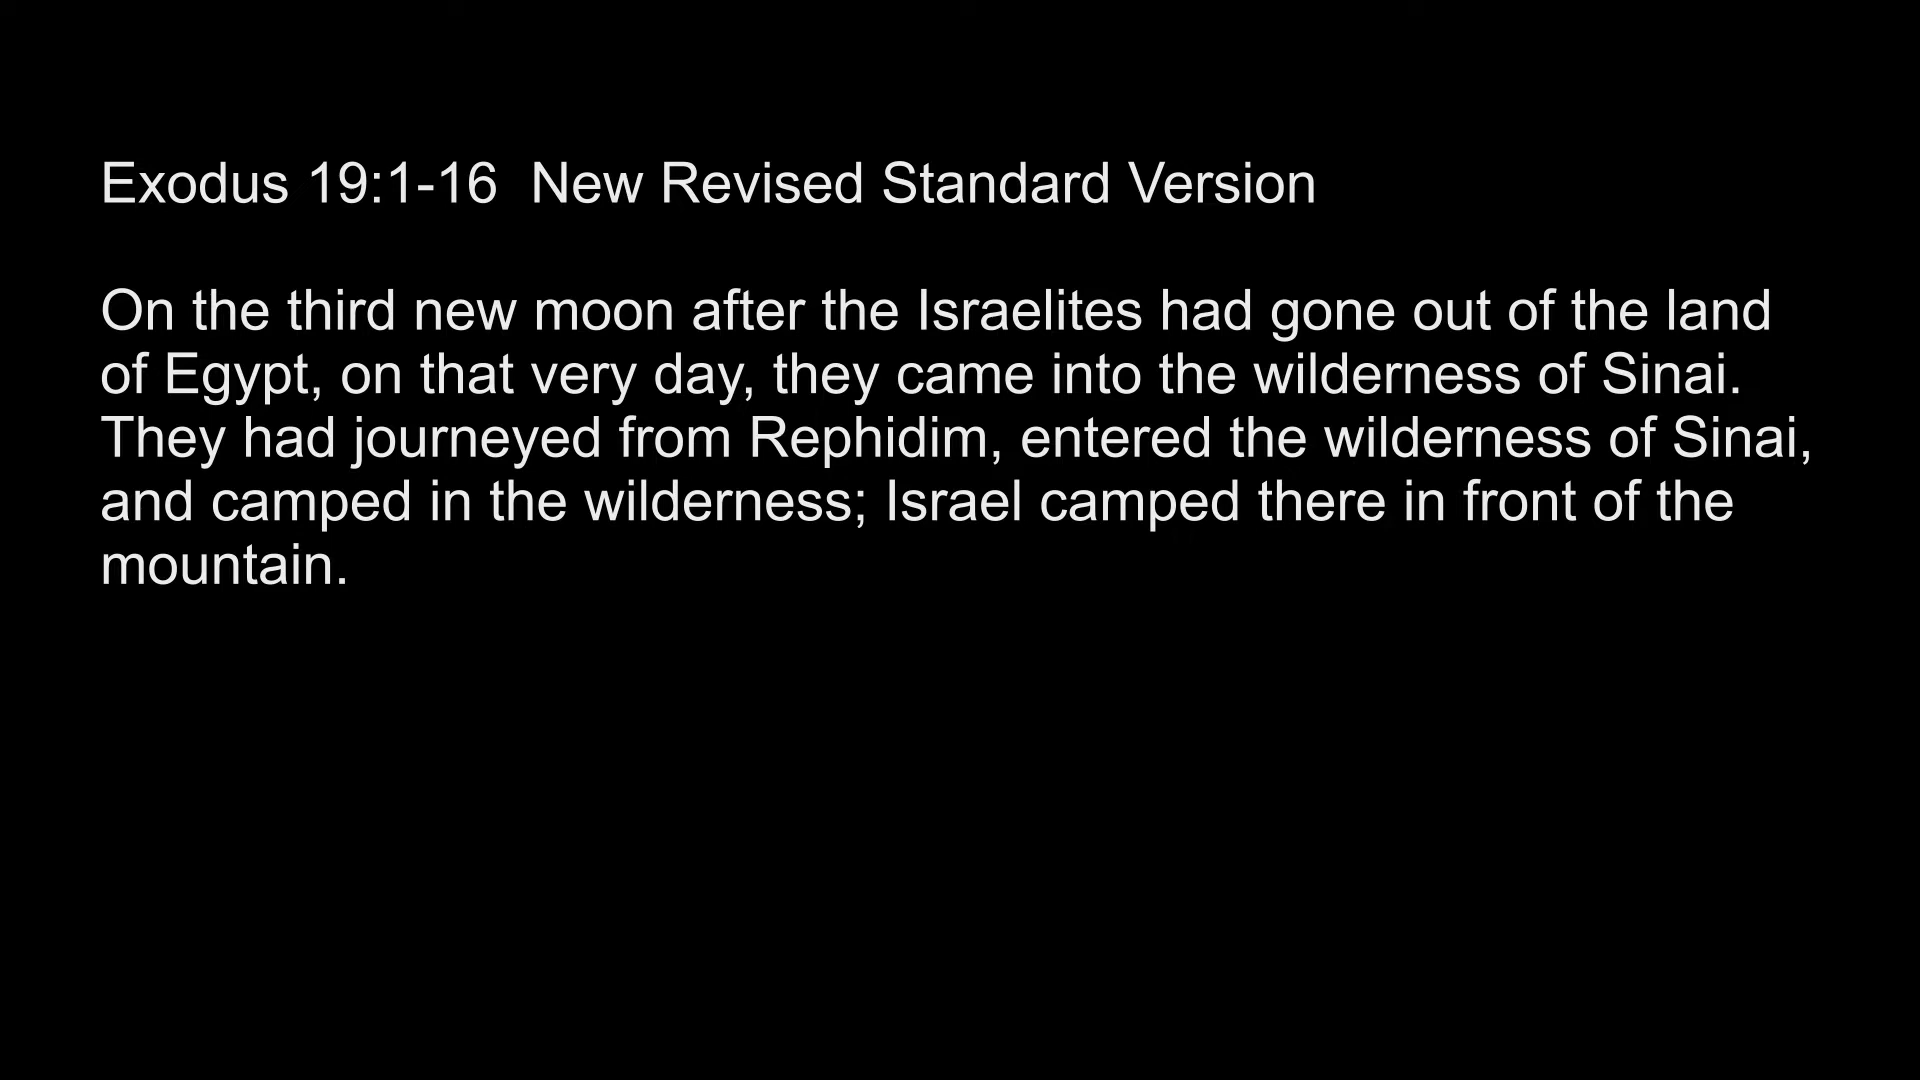 Exodus 19:1-16  New Revised Standard Version
On the third new moon after the Israelites had gone out of the land
of Egypt, on that very day, they came into the wilderness of Sinai.
They had journeyed from Rephidim, entered the wilderness of Sinai,
and camped in the wilderness; Israel camped there in front of the
mountain.